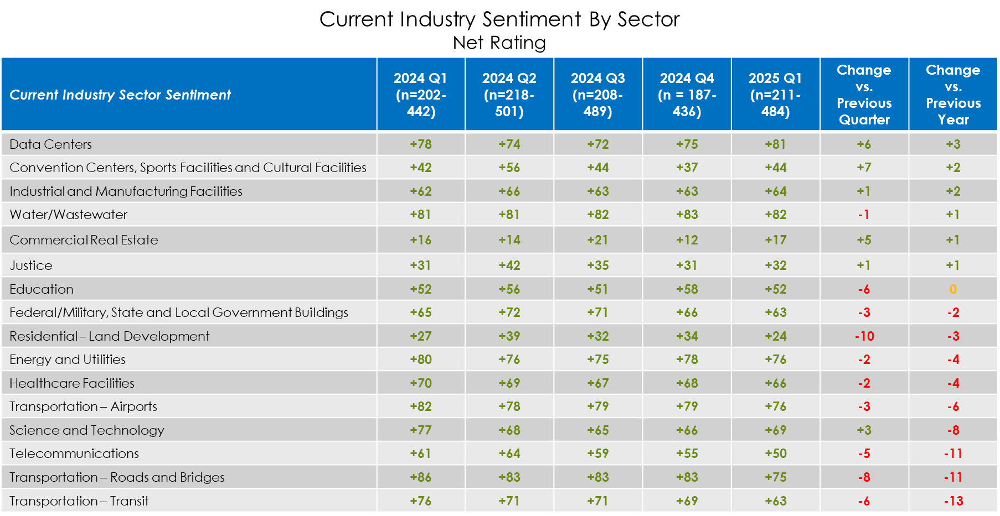 Current Industry Sentiment By Sector
Net Rating
Current Industry Sector Sentiment
2024 Q1
(n=202-
442)
2024 Q2
(n=218-
501)
2024 Q3
(n=208-
489)
2024 Q4
(n = 187-
436)
2025 Q1
(n=211-
484)
Change
vs.
Previous
Quarter
Change
vs.
Previous
Year
Data Centers +78 +74 +72 +75 +81 +6 +3
Convention Centers, Sports Facilities and Cultural Facilities +42 +56 +44 +37 +44 +7 +2
Industrial and Manufacturing Facilities +62 +66 +63 +63 +64 +1 +2
Water/Wastewater +81 +81 +82 +83 +82 -1 +1
Commercial Real Estate +16 +14 +21 +12 +17 +5 +1
Justice +31 +42 +35 +31 +32 +1 +1
Education +52 +56 +51 +58 +52 -6 0
Federal/Military, State and Local Government Buildings +65 +72 +71 +66 +63 -3 -2
Residential – Land Development +27 +39 +32 +34 +24 -10 -3
Energy and Utilities +80 +76 +75 +78 +76 -2 -4
Healthcare Facilities +70 +69 +67 +68 +66 -2 -4
Transportation – Airports +82 +78 +79 +79 +76 -3 -6
Science and Technology +77 +68 +65 +66 +69 +3 -8
Telecommunications +61 +64 +59 +55 +50 -5 -11
Transportation – Roads and Bridges +86 +83 +83 +83 +75 -8 -11
Transportation – Transit +76 +71 +71 +69 +63 -6 -13